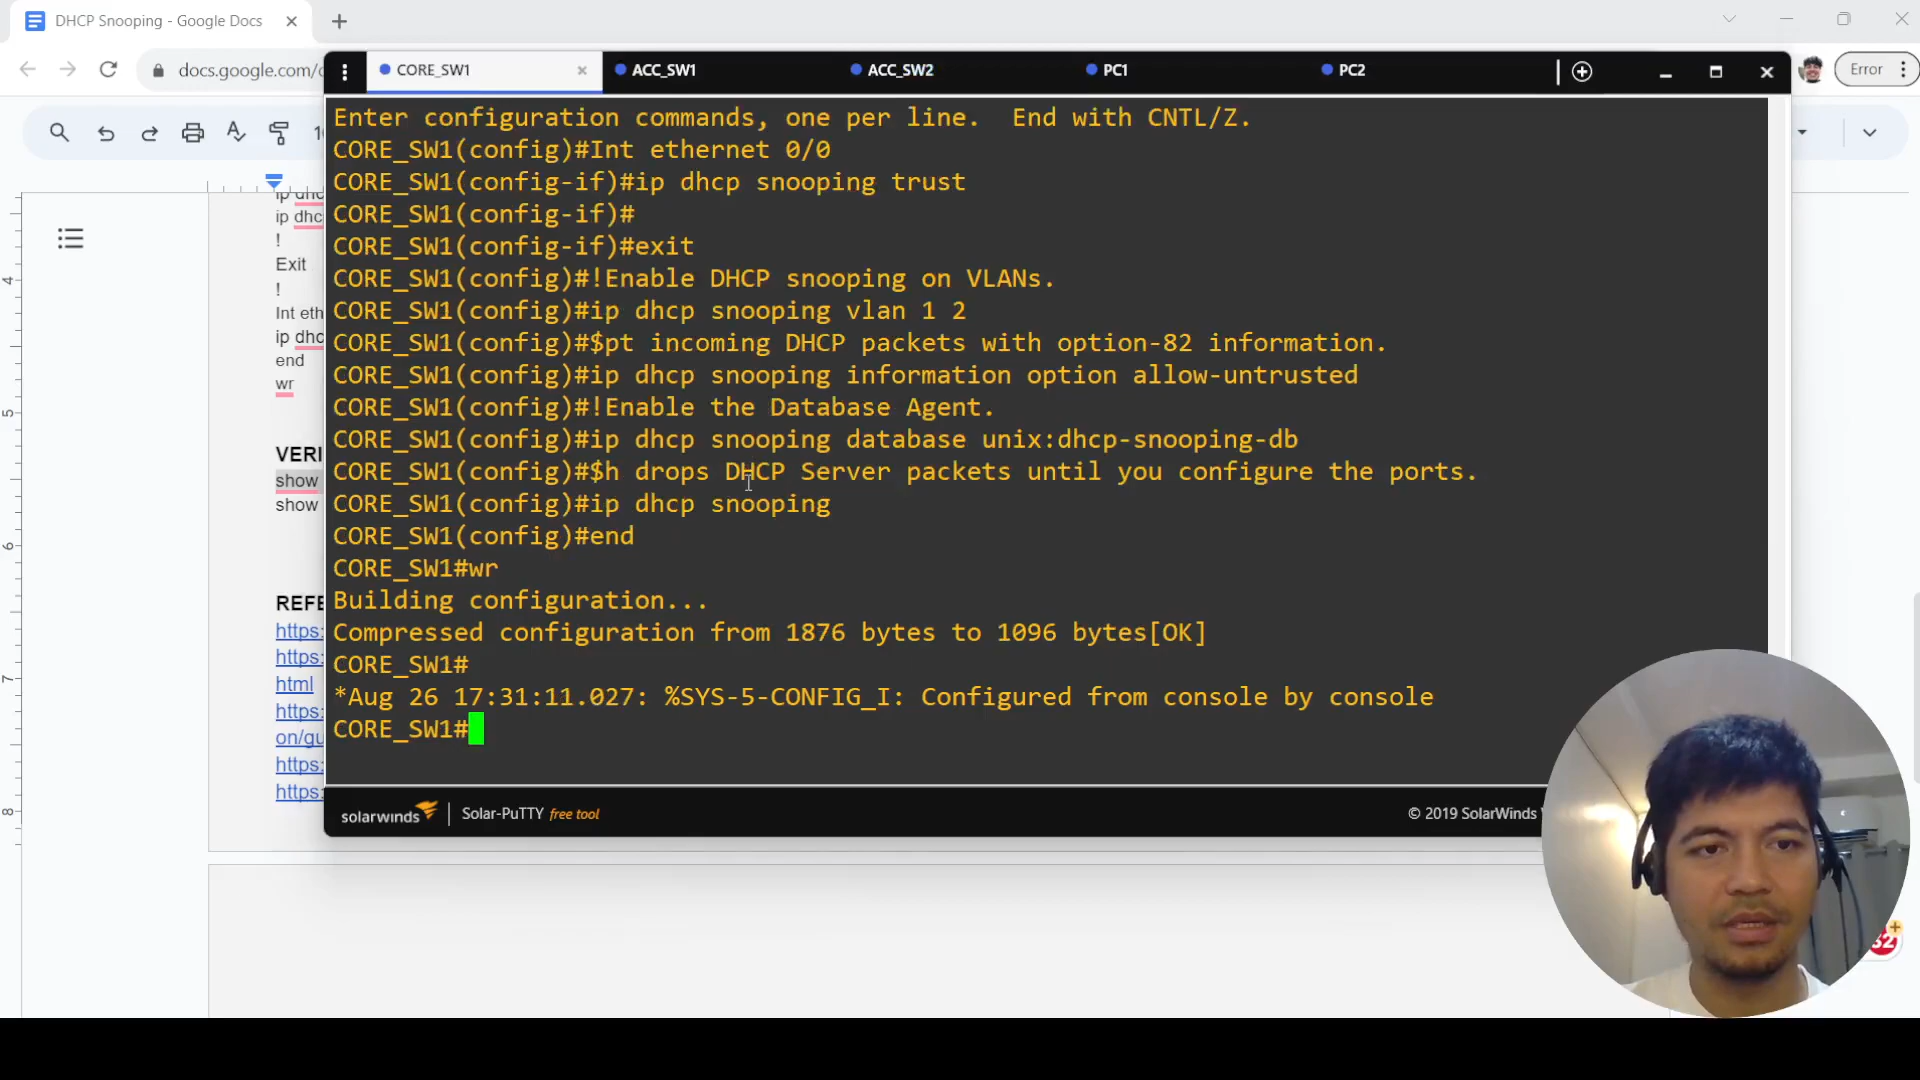 DHCP Snooping - Google Docs
docs.google.com/
Error
CORE_SW1
ACC_SW1
ACC_SW2
PC1
PC2
Enter configuration commands, one per line.  End with CNTL/Z.
CORE_SW1(config)#Int ethernet 0/0
CORE_SW1(config-if)#ip dhcp snooping trust
CORE_SW1(config-if)#
CORE_SW1(config-if)#exit
CORE_SW1(config)#!Enable DHCP snooping on VLANs.
CORE_SW1(config)#ip dhcp snooping vlan 1 2
CORE_SW1(config)#$pt incoming DHCP packets with option-82 information.
CORE_SW1(config)#ip dhcp snooping information option allow-untrusted
CORE_SW1(config)#!Enable the Database Agent.
CORE_SW1(config)#ip dhcp snooping database unix:dhcp-snooping-db
CORE_SW1(config)#$h drops DHCP Server packets until you configure the ports.
CORE_SW1(config)#ip dhcp snooping
CORE_SW1(config)#end
CORE_SW1#wr
Building configuration...
Compressed configuration from 1876 bytes to 1096 bytes[OK]
CORE_SW1#
*Aug 26 17:31:11.027: %SYS-5-CONFIG_I: Configured from console by console
CORE_SW1#
solarwinds
Solar-PuTTY free tool
© 2019 SolarWinds
ip dhc
!
Exit
!
Int eth
ip dhc
end
wr
VERI
show
show
REFE
https:
https:
html
https:
on/gu
https:
https:
4
5
6
7
8
32